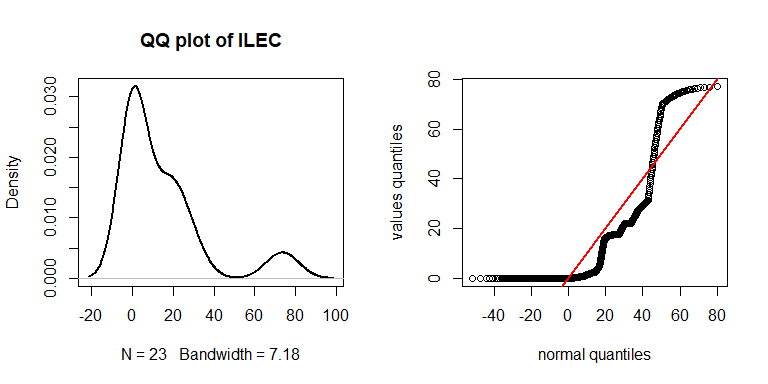 QQ plot of ILEC
Density
0.000
0.010
0.020
0.030
-20 0 20 40 60 80 100
N = 23 Bandwidth = 7.18
values quantiles
0
20
40
60
80
-40 -20 0 20 40 60 80
normal quantiles